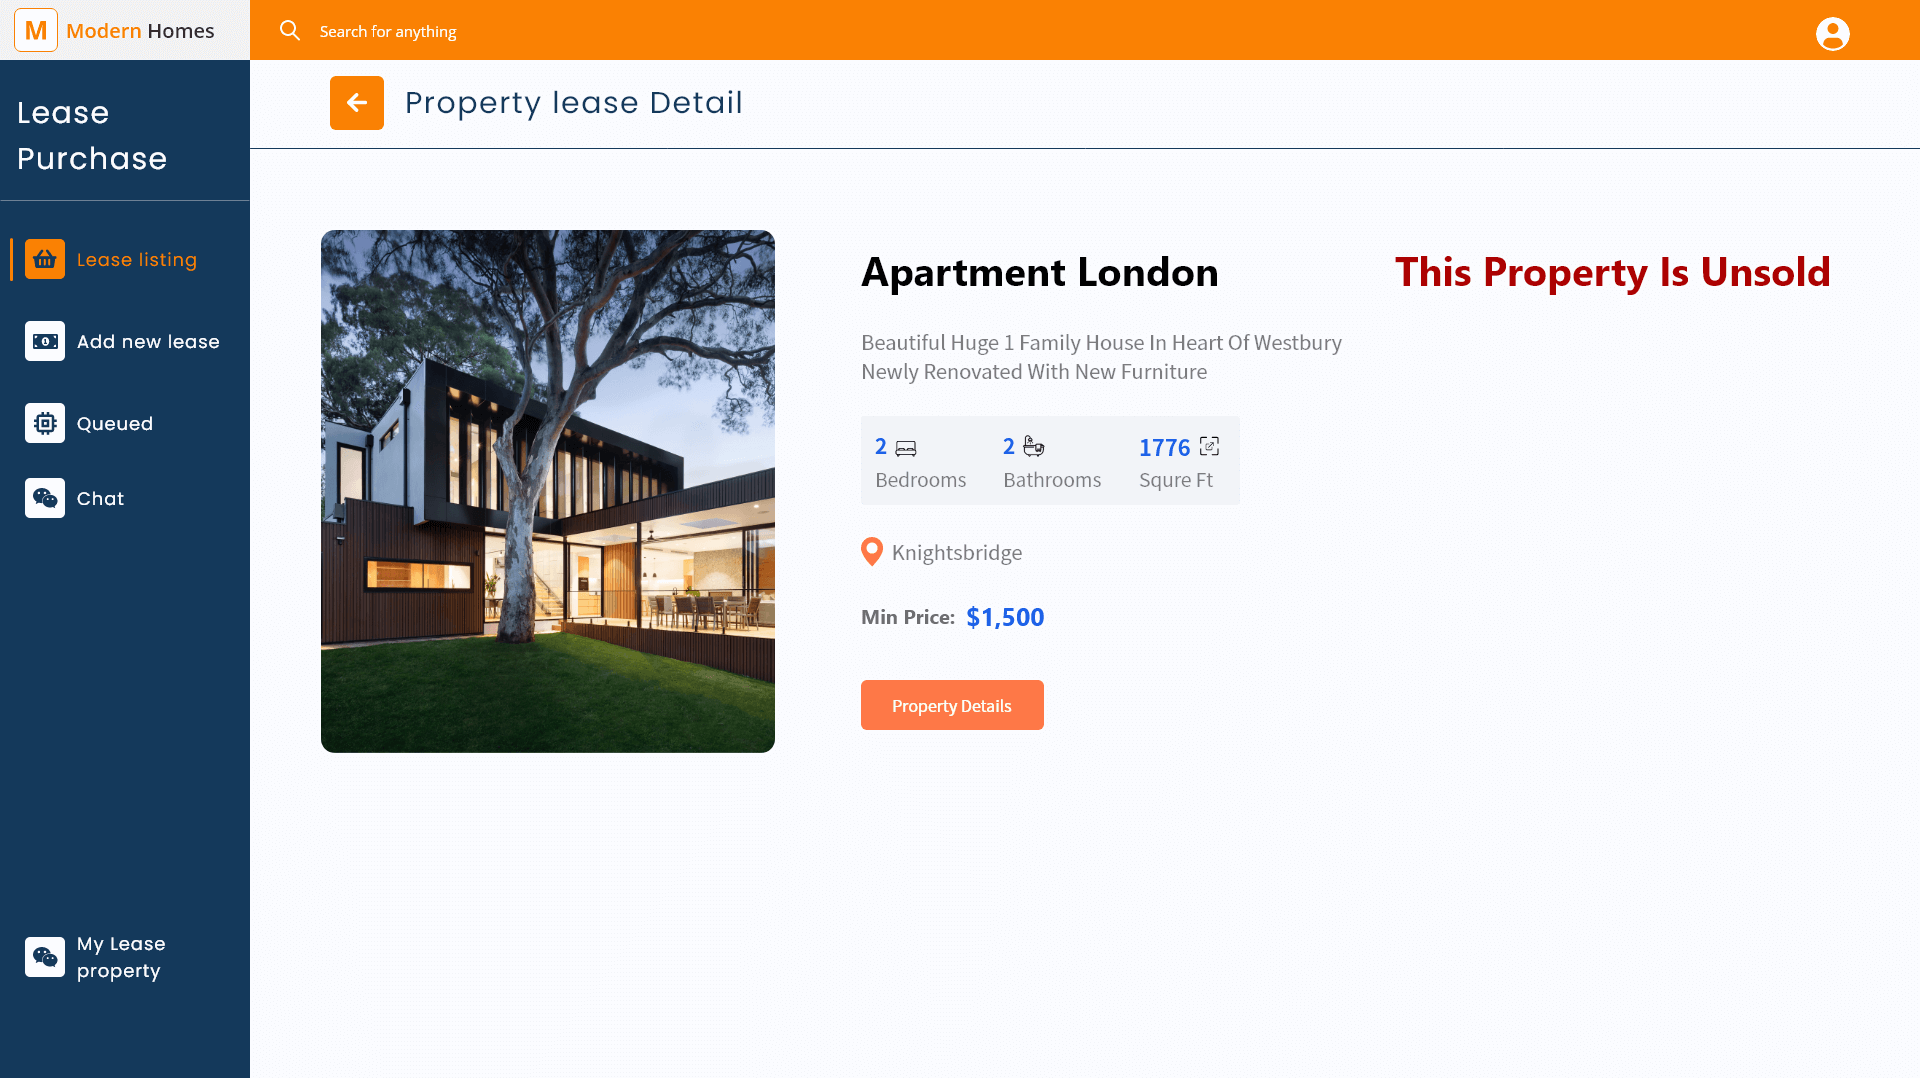 M Modern Homes
Search for anything
Lease
Purchase
Property lease Detail
Lease listing
Add new lease
Queued
Chat
My Lease
property
Apartment London
This Property Is Unsold
Beautiful Huge 1 Family House In Heart Of Westbury
Newly Renovated With New Furniture
2 2 1776
Bedrooms Bathrooms Squre Ft
Knightsbridge
Min Price: $1,500
Property Details